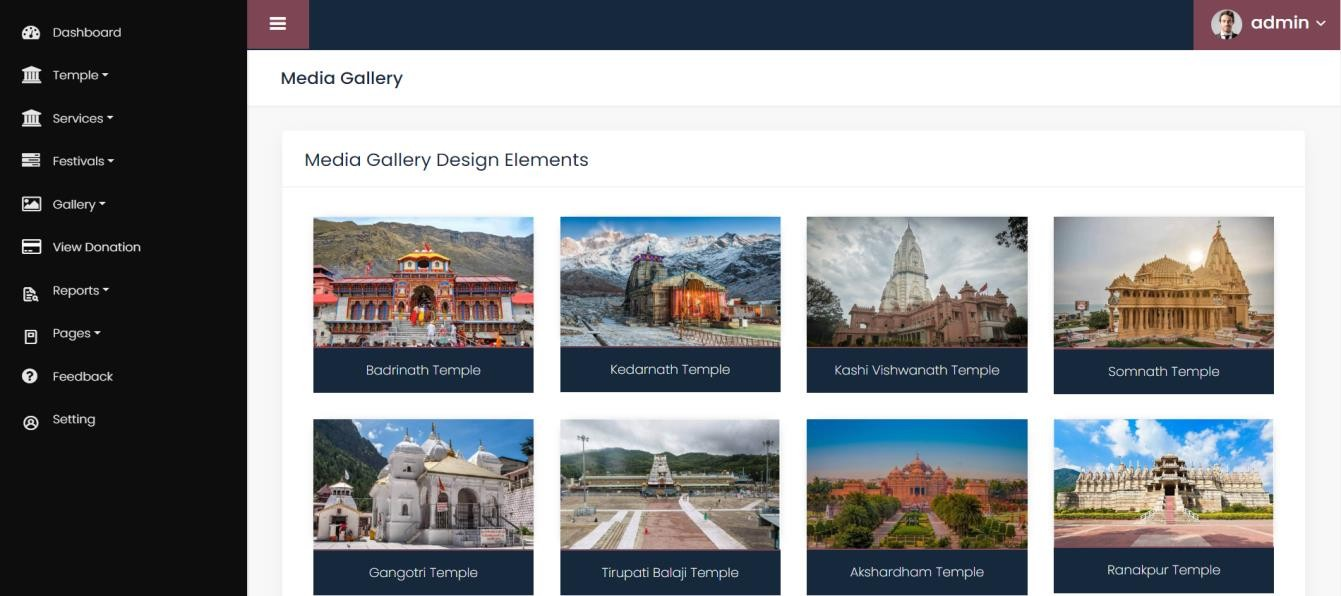 Dashboard
Temple
Services
Festivals
Gallery
View Donation
Reports
Pages
Feedback
Setting
admin
Media Gallery
Media Gallery Design Elements
Badrinath Temple
Kedarnath Temple
Kashi Vishwanath Temple
Somnath Temple
Gangotri Temple
Tirupati Balaji Temple
Akshardham Temple
Ranakpur Temple